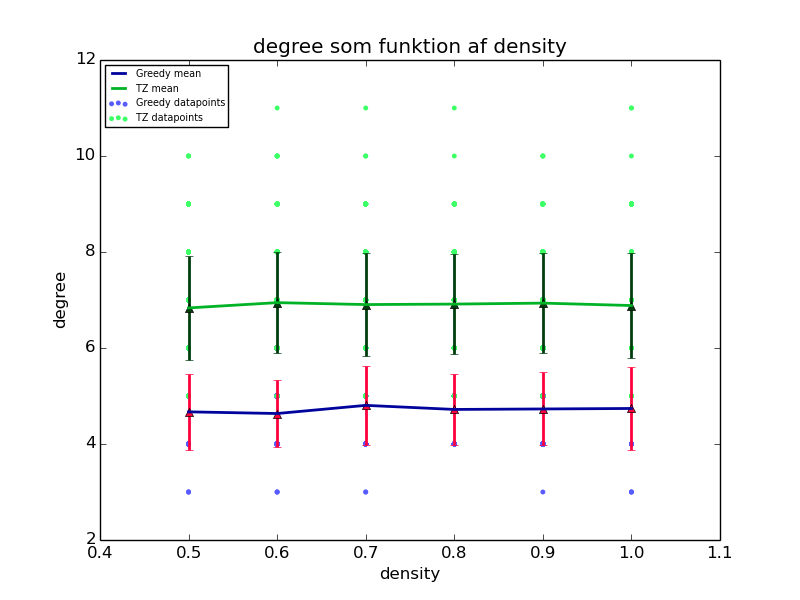 degree som funktion af density
12
Greedy mean
TZ mean
Greedy datapoints
TZ datapoints
10
8
degree
6
4
2
0.4 0.5 0.6 0.7 0.8 0.9 1.0 1.1
density